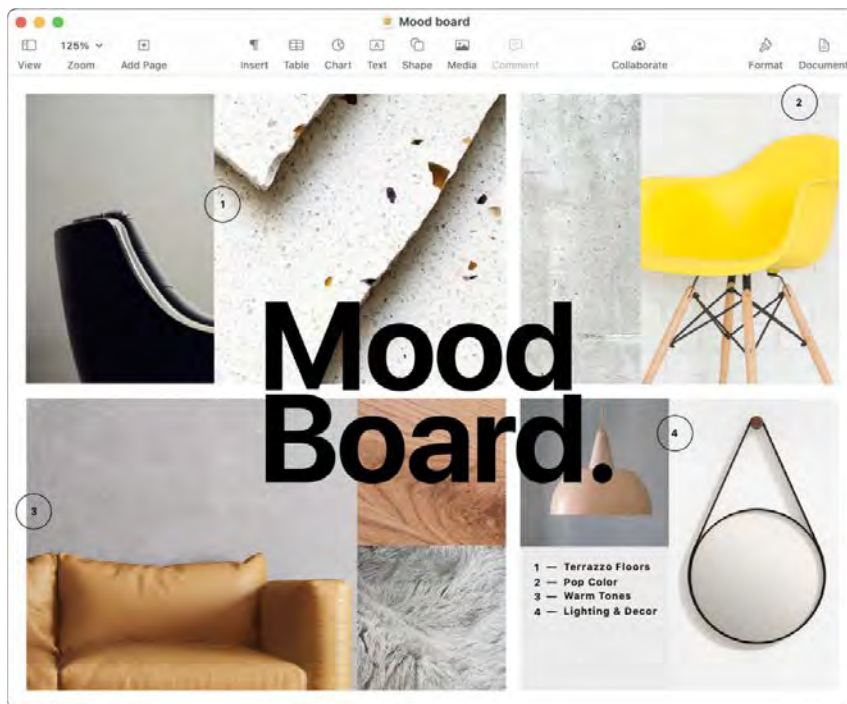 Mood board
125%
View Zoom Add Page Insert Table Chart Text Shape Media Comment Collaborate Format Document
2
1
Mood
Board.
4
3
1 — Terrazzo Floors
2 — Pop Color
3 — Warm Tones
4 — Lighting & Decor